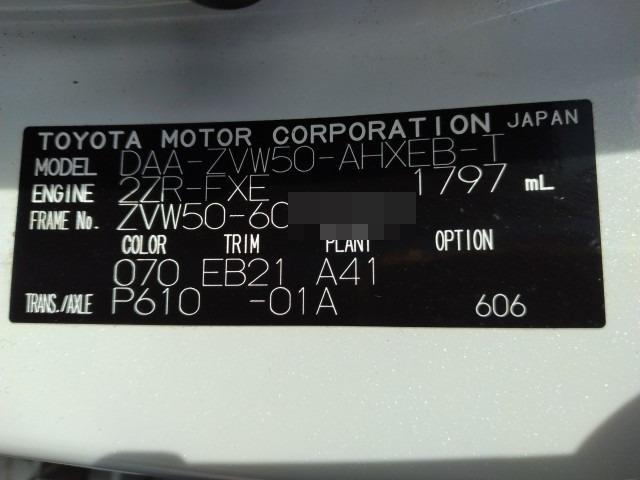 TOYOTA MOTOR CORPORATION JAPAN
MODEL DAA-ZVW50-AHXEB-T
ENGINE 2ZR-FXE 1797 mL
FRAME No. ZVW50-60
COLOR TRIM PLANT OPTION
070 EB21 A41
TRANS./AXLE P610 -01A 606